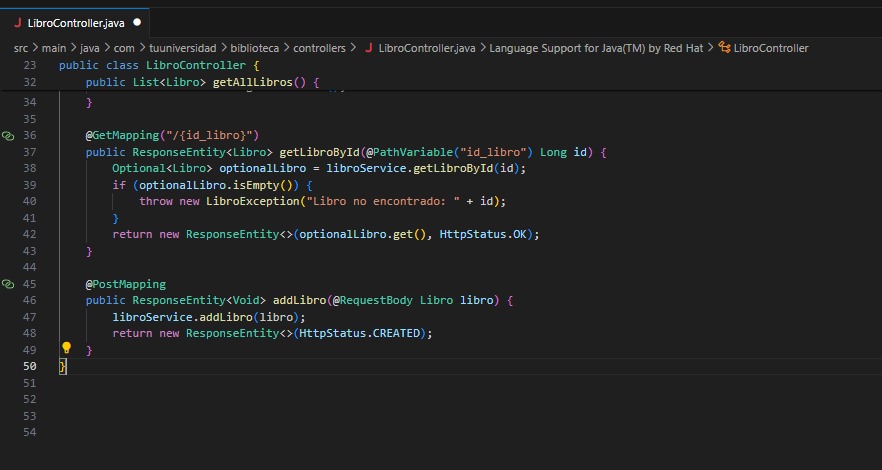 LibroController.java
src > main > java > com > tuuniversidad > biblioteca > controllers > LibroController.java > Language Support for Java(TM) by Red Hat > LibroController
23 public class LibroController {
32     public List<Libro> getAllLibros() {
34     }
35
36     @GetMapping("/{id_libro}")
37     public ResponseEntity<Libro> getLibroById(@PathVariable("id_libro") Long id) {
38         Optional<Libro> optionalLibro = libroService.getLibroById(id);
39         if (optionalLibro.isEmpty()) {
40             throw new LibroException("Libro no encontrado: " + id);
41         }
42         return new ResponseEntity<>(optionalLibro.get(), HttpStatus.OK);
43     }
44
45     @PostMapping
46     public ResponseEntity<Void> addLibro(@RequestBody Libro libro) {
47         libroService.addLibro(libro);
48         return new ResponseEntity<>(HttpStatus.CREATED);
49     }
50 }
51
52
53
54